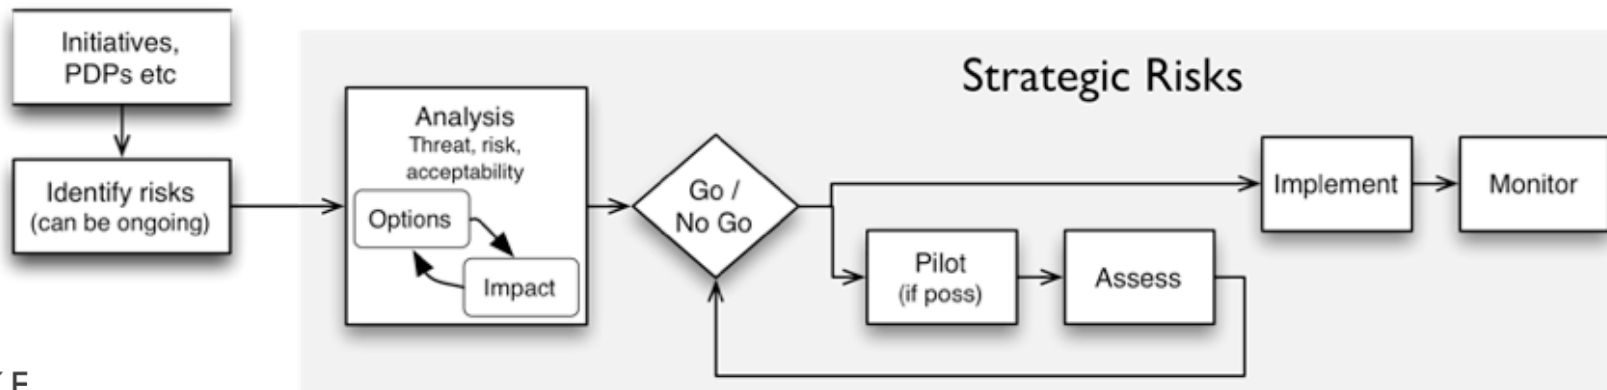 Initiatives,
PDPs etc
Identify risks
(can be ongoing)
Strategic Risks
Analysis
Threat, risk,
acceptability
Options
Impact
Go /
No Go
Pilot
(if poss)
Assess
Implement
Monitor